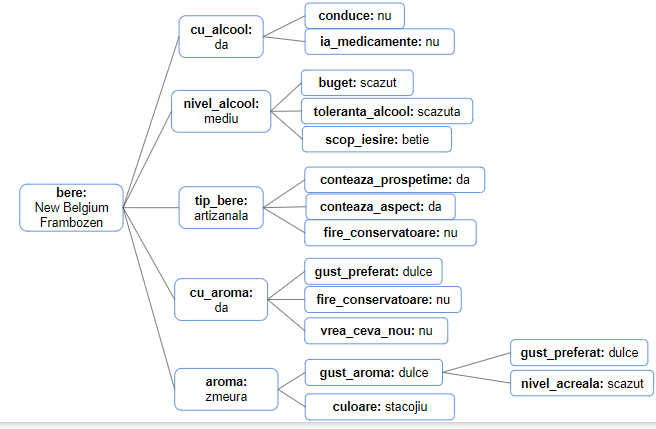 bere:
New Belgium
Frambozen
cu_alcool:
da
conduce: nu
ia_medicamente: nu
nivel_alcool:
mediu
buget: scazut
toleranta_alcool: scazuta
scop_iesire: betie
tip_bere:
artizanala
conteaza_prospetime: da
conteaza_aspect: da
fire_conservatoare: nu
cu_aroma:
da
gust_preferat: dulce
fire_conservatoare: nu
vrea_ceva_nou: nu
aroma:
zmeura
gust_aroma: dulce
gust_preferat: dulce
nivel_acreala: scazut
culoare: stacojiu